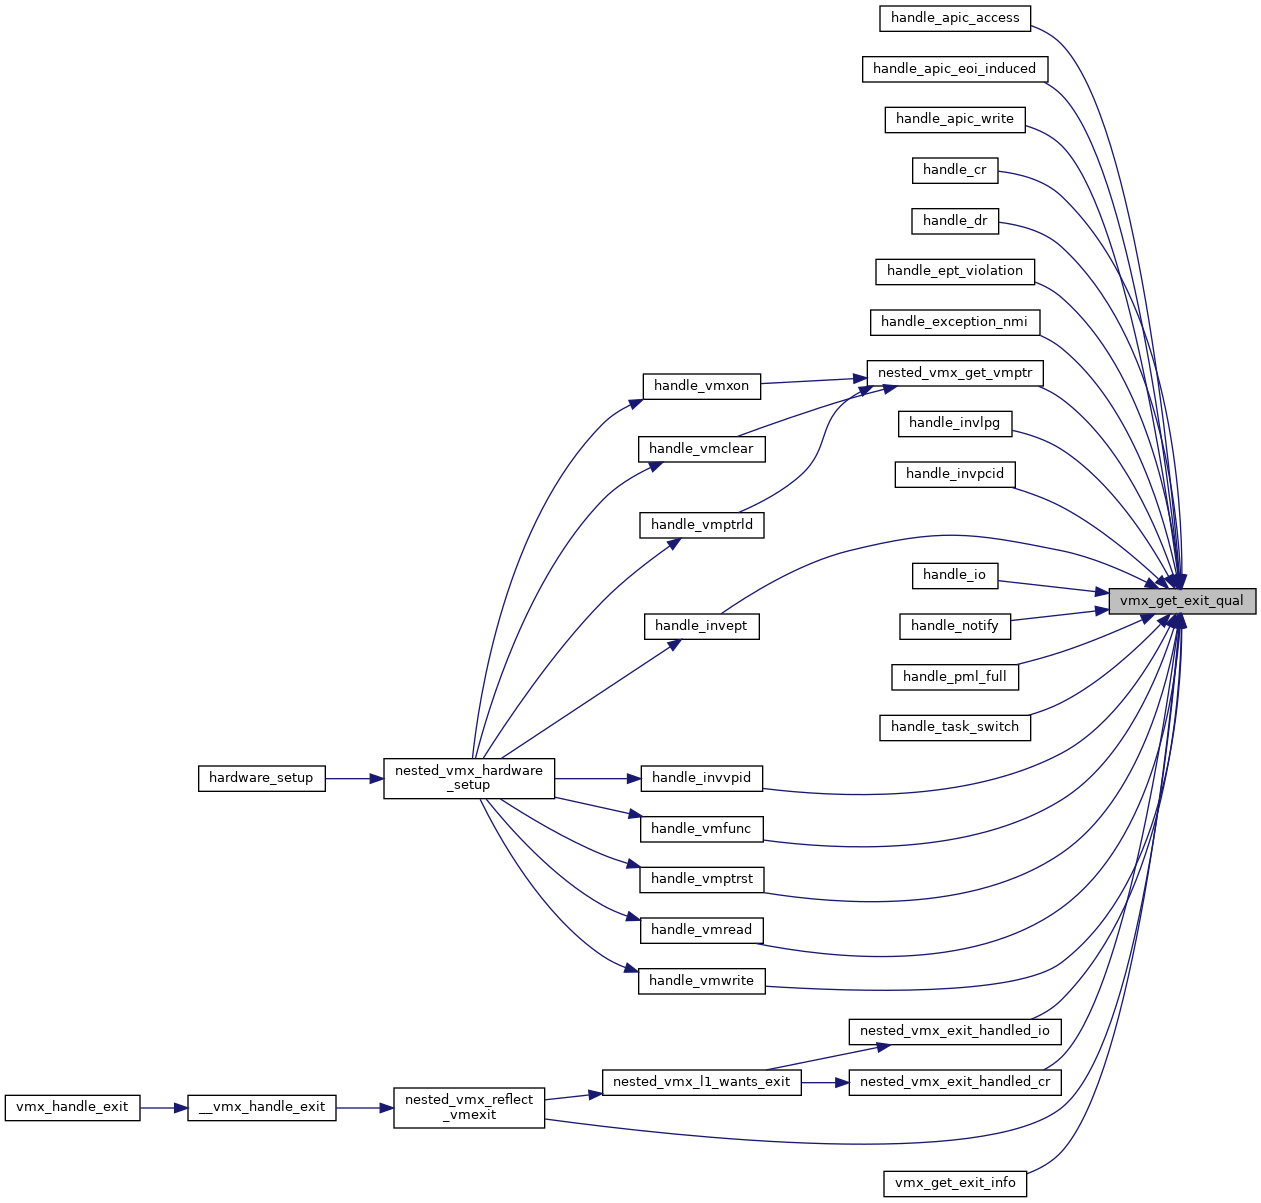 handle_apic_access
handle_apic_eoi_induced
handle_apic_write
handle_cr
handle_dr
handle_ept_violation
handle_exception_nmi
nested_vmx_get_vmptr
handle_vmxon
handle_invlpg
handle_vmclear
handle_invpcid
handle_vmptrld
handle_io
vmx_get_exit_qual
handle_invept
handle_notify
handle_pml_full
handle_task_switch
hardware_setup
nested_vmx_hardware
_setup
handle_invvpid
handle_vmfunc
handle_vmptrst
handle_vmread
handle_vmwrite
nested_vmx_exit_handled_io
nested_vmx_l1_wants_exit
nested_vmx_exit_handled_cr
vmx_handle_exit
__vmx_handle_exit
nested_vmx_reflect
_vmexit
vmx_get_exit_info